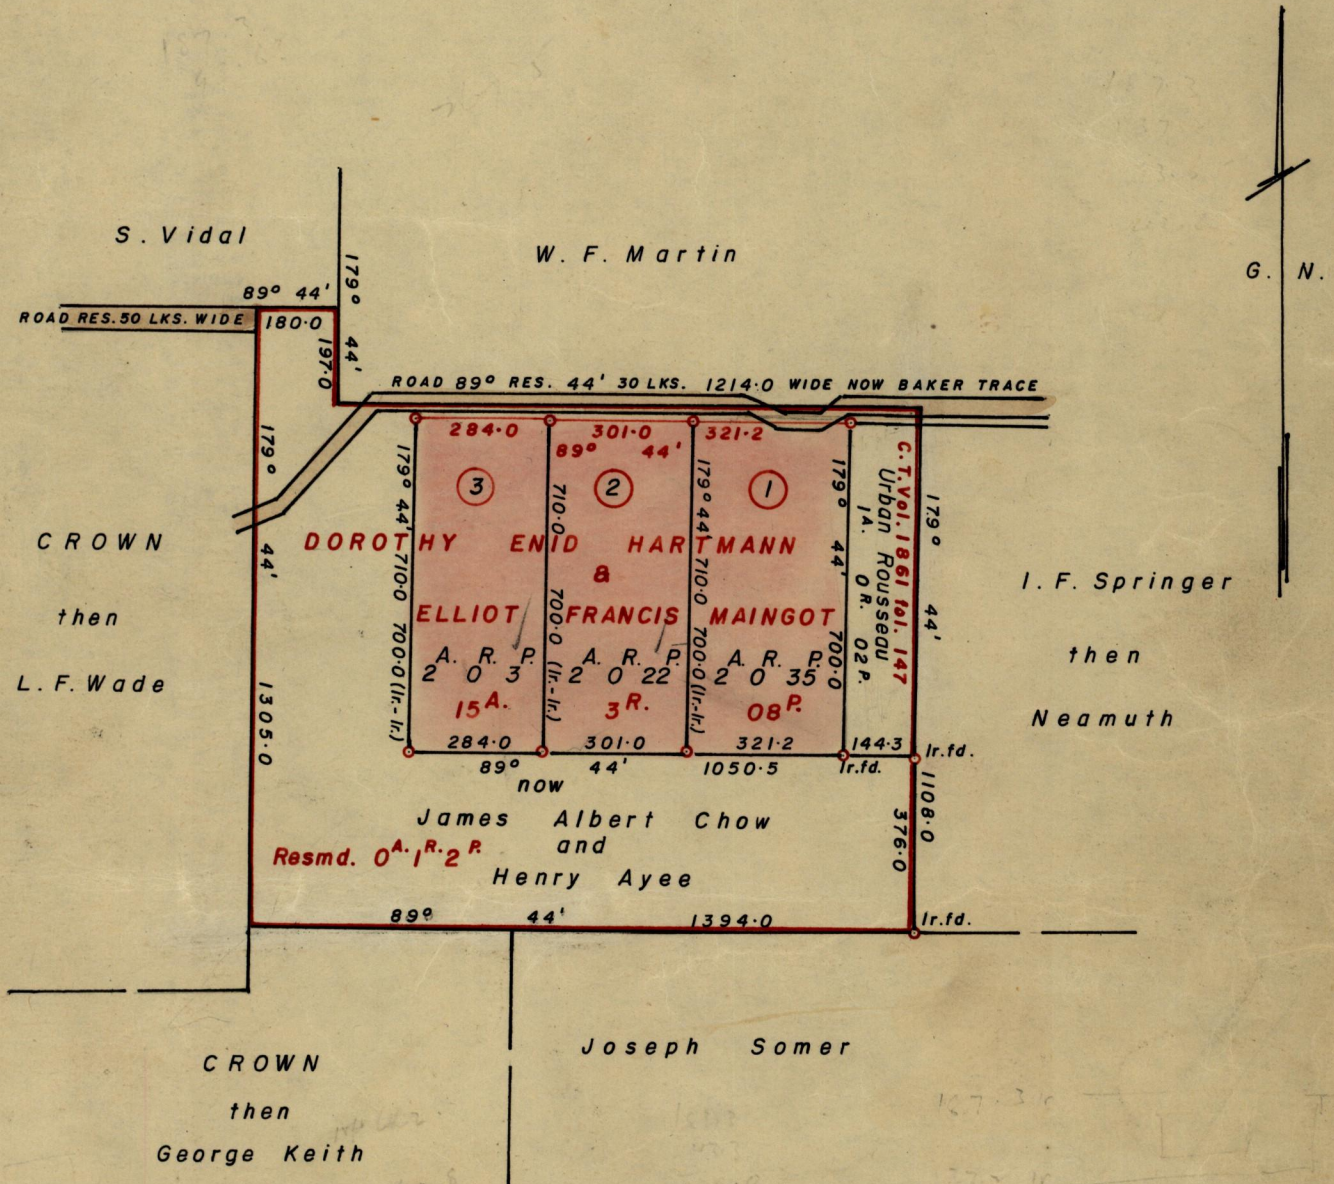 S. Vidal
W. F. Martin
G. N.
89° 44'
179° 44'
ROAD RES. 50 LKS. WIDE
180·0
197·0
ROAD 89° RES. 44' 30 LKS. 1214·0 WIDE NOW BAKER TRACE
284·0 301·0 321·2
89° 44'
3 2 1
179° 44' 1305·0
179° 44' 710·0 700·0 (Ir.-Ir.)
710·0 700·0 (Ir.-Ir.)
179° 44' 710·0 700·0 (Ir.-Ir.)
179° 44' 700·0
1A. 0R. 02P.
Urban Rousseau
C.T. Vol. 1861 fol. 147
179° 44' 1108·0
CROWN
then
L. F. Wade
DOROTHY ENID HARTMANN
&
ELLIOT FRANCIS MAINGOT
A. R. P. A. R. P. A. R. P.
2 0 3 2 0 22 2 0 35
15A. 3R. 08P.
I. F. Springer
then
Neamuth
284·0 301·0 321·2 144·3 Ir.fd.
89° 44' 1050·5 Ir.fd.
now
James Albert Chow
and
Henry Ayee
376·0
Resmd. 0A. 1R. 2P.
89° 44' 1394·0 Ir.fd.
CROWN
then
George Keith
Joseph Somer